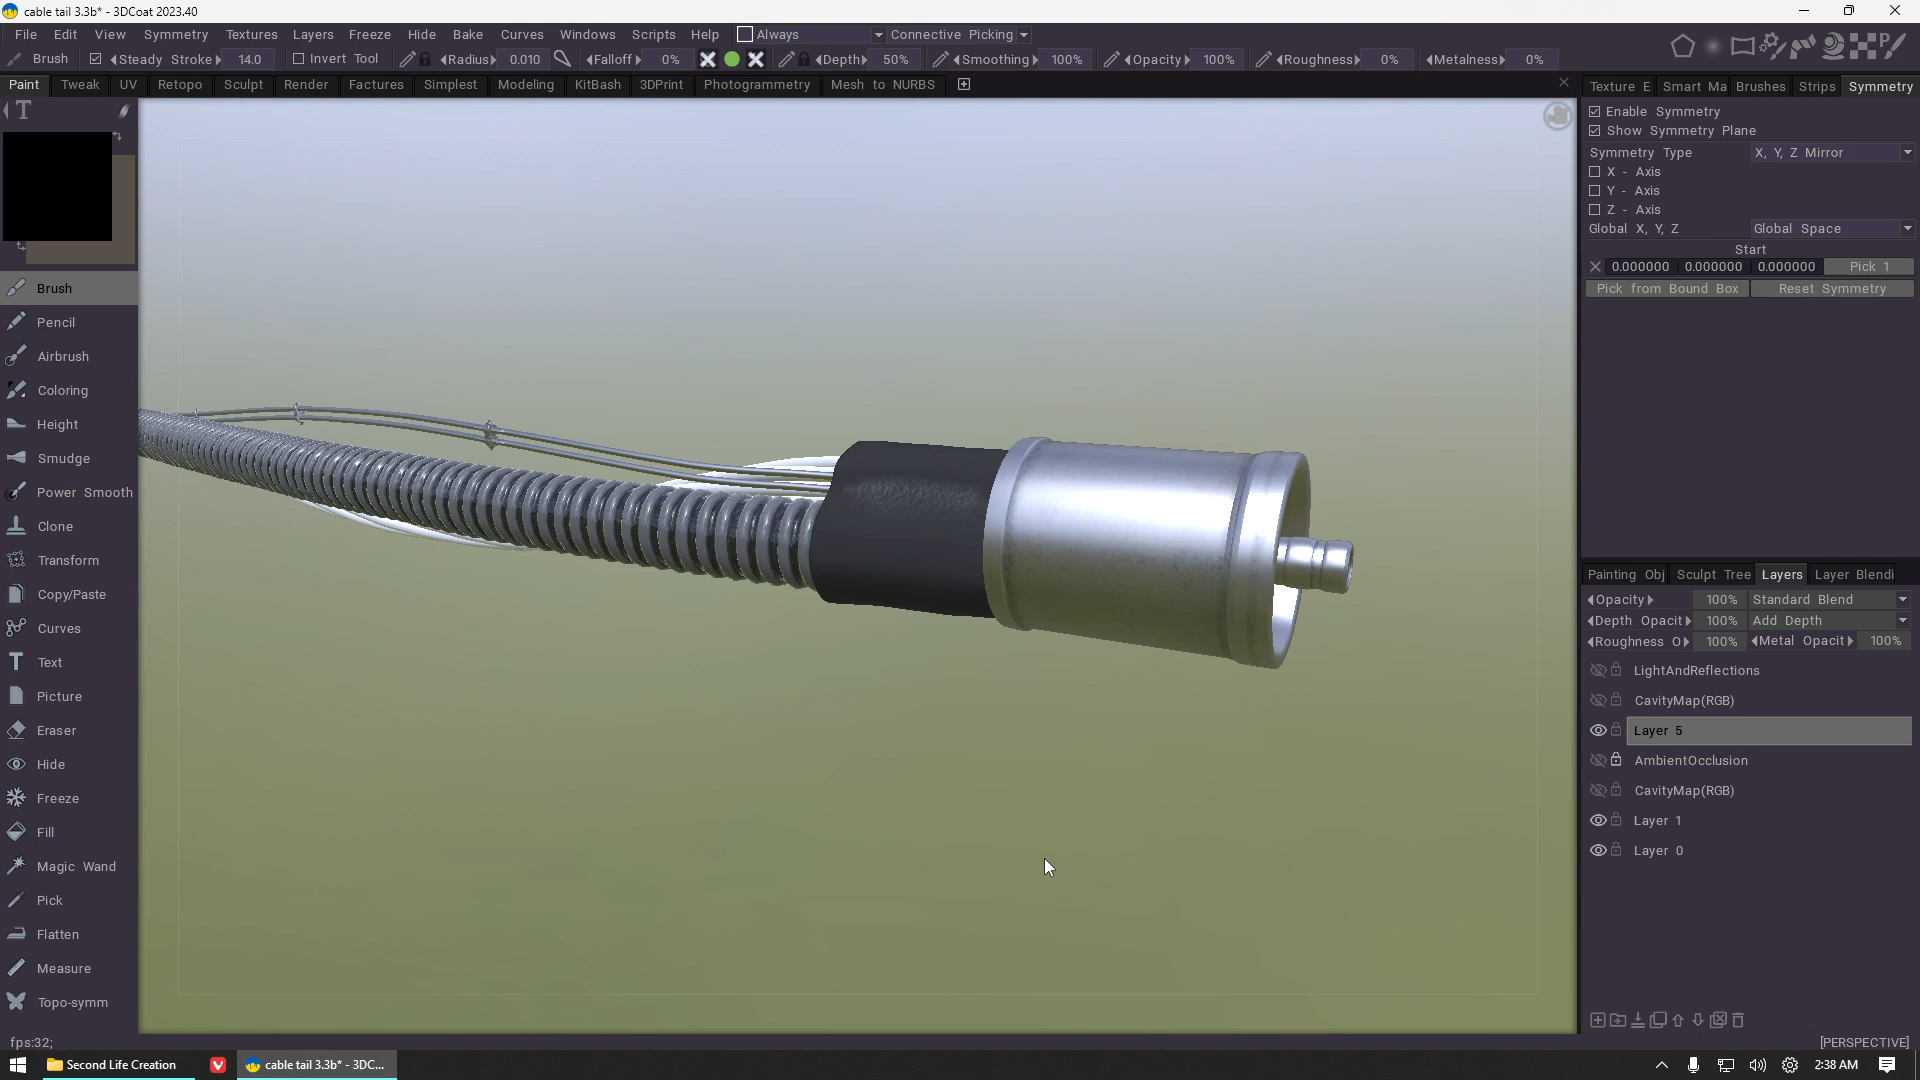 cable tail 3.3b* - 3DCoat 2023.40
File Edit View Symmetry Textures Layers Freeze Hide Bake Curves Windows Scripts Help Always Connective Picking
Brush Steady Stroke 14.0 Invert Tool Radius 0.010 Falloff 0% Depth 50% Smoothing 100% Opacity 100% Roughness 0% Metalness 0%
Paint Tweak UV Retopo Sculpt Render Factures Simplest Modeling KitBash 3DPrint Photogrammetry Mesh to NURBS
Texture E Smart Ma Brushes Strips Symmetry
Enable Symmetry
Show Symmetry Plane
Symmetry Type X, Y, Z Mirror
X - Axis
Y - Axis
Z - Axis
Global X, Y, Z Global Space
Start
0.000000 0.000000 0.000000 Pick 1
Pick from Bound Box Reset Symmetry
T
Brush
Pencil
Airbrush
Coloring
Height
Smudge
Power Smooth
Clone
Transform
Copy/Paste
Curves
Text
Picture
Eraser
Hide
Freeze
Fill
Magic Wand
Pick
Flatten
Measure
Topo-symm
Painting Obj Sculpt Tree Layers Layer Blendi
Opacity 100% Standard Blend
Depth Opacit 100% Add Depth
Roughness O 100% Metal Opacit 100%
LightAndReflections
CavityMap(RGB)
Layer 5
AmbientOcclusion
CavityMap(RGB)
Layer 1
Layer 0
fps:32;
[PERSPECTIVE]
Second Life Creation
cable tail 3.3b* - 3DC...
2:38 AM